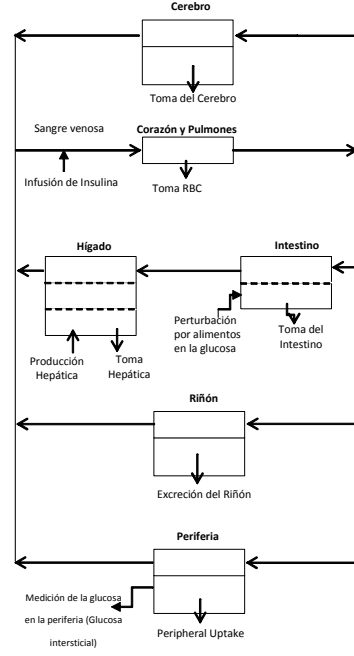 Cerebro
Toma del Cerebro
Sangre venosa
Corazón y Pulmones
Infusión de Insulina
Toma RBC
Hígado
Intestino
Perturbación
por alimentos
en la glucosa
Toma del
Intestino
Producción
Hepática
Toma
Hepática
Riñón
Excreción del Riñón
Periferia
Medición de la glucosa
en la periferia (Glucosa
intersticial)
Peripheral Uptake